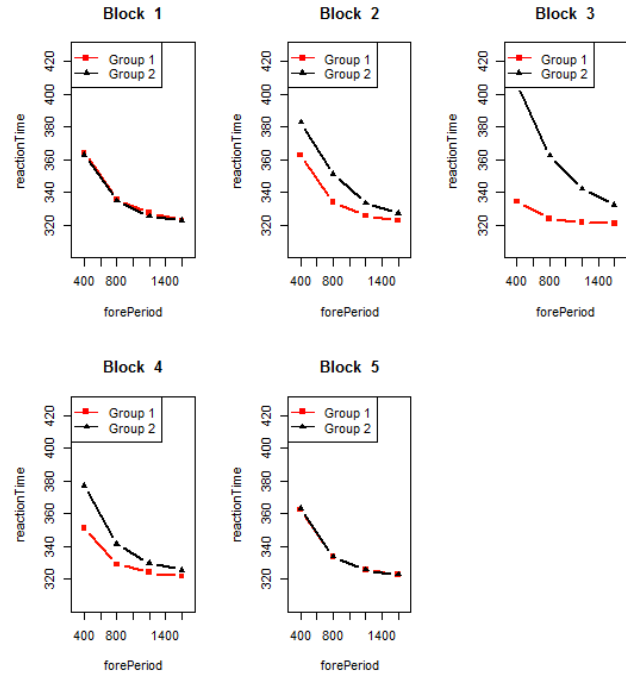 Block 1
Group 1
Group 2
reactionTime
420
400
380
360
340
320
400 800 1400
forePeriod
Block 2
Group 1
Group 2
reactionTime
420
400
380
360
340
320
400 800 1400
forePeriod
Block 3
Group 1
Group 2
reactionTime
420
400
380
360
340
320
400 800 1400
forePeriod
Block 4
Group 1
Group 2
reactionTime
420
400
380
360
340
320
400 800 1400
forePeriod
Block 5
Group 1
Group 2
reactionTime
420
400
380
360
340
320
400 800 1400
forePeriod